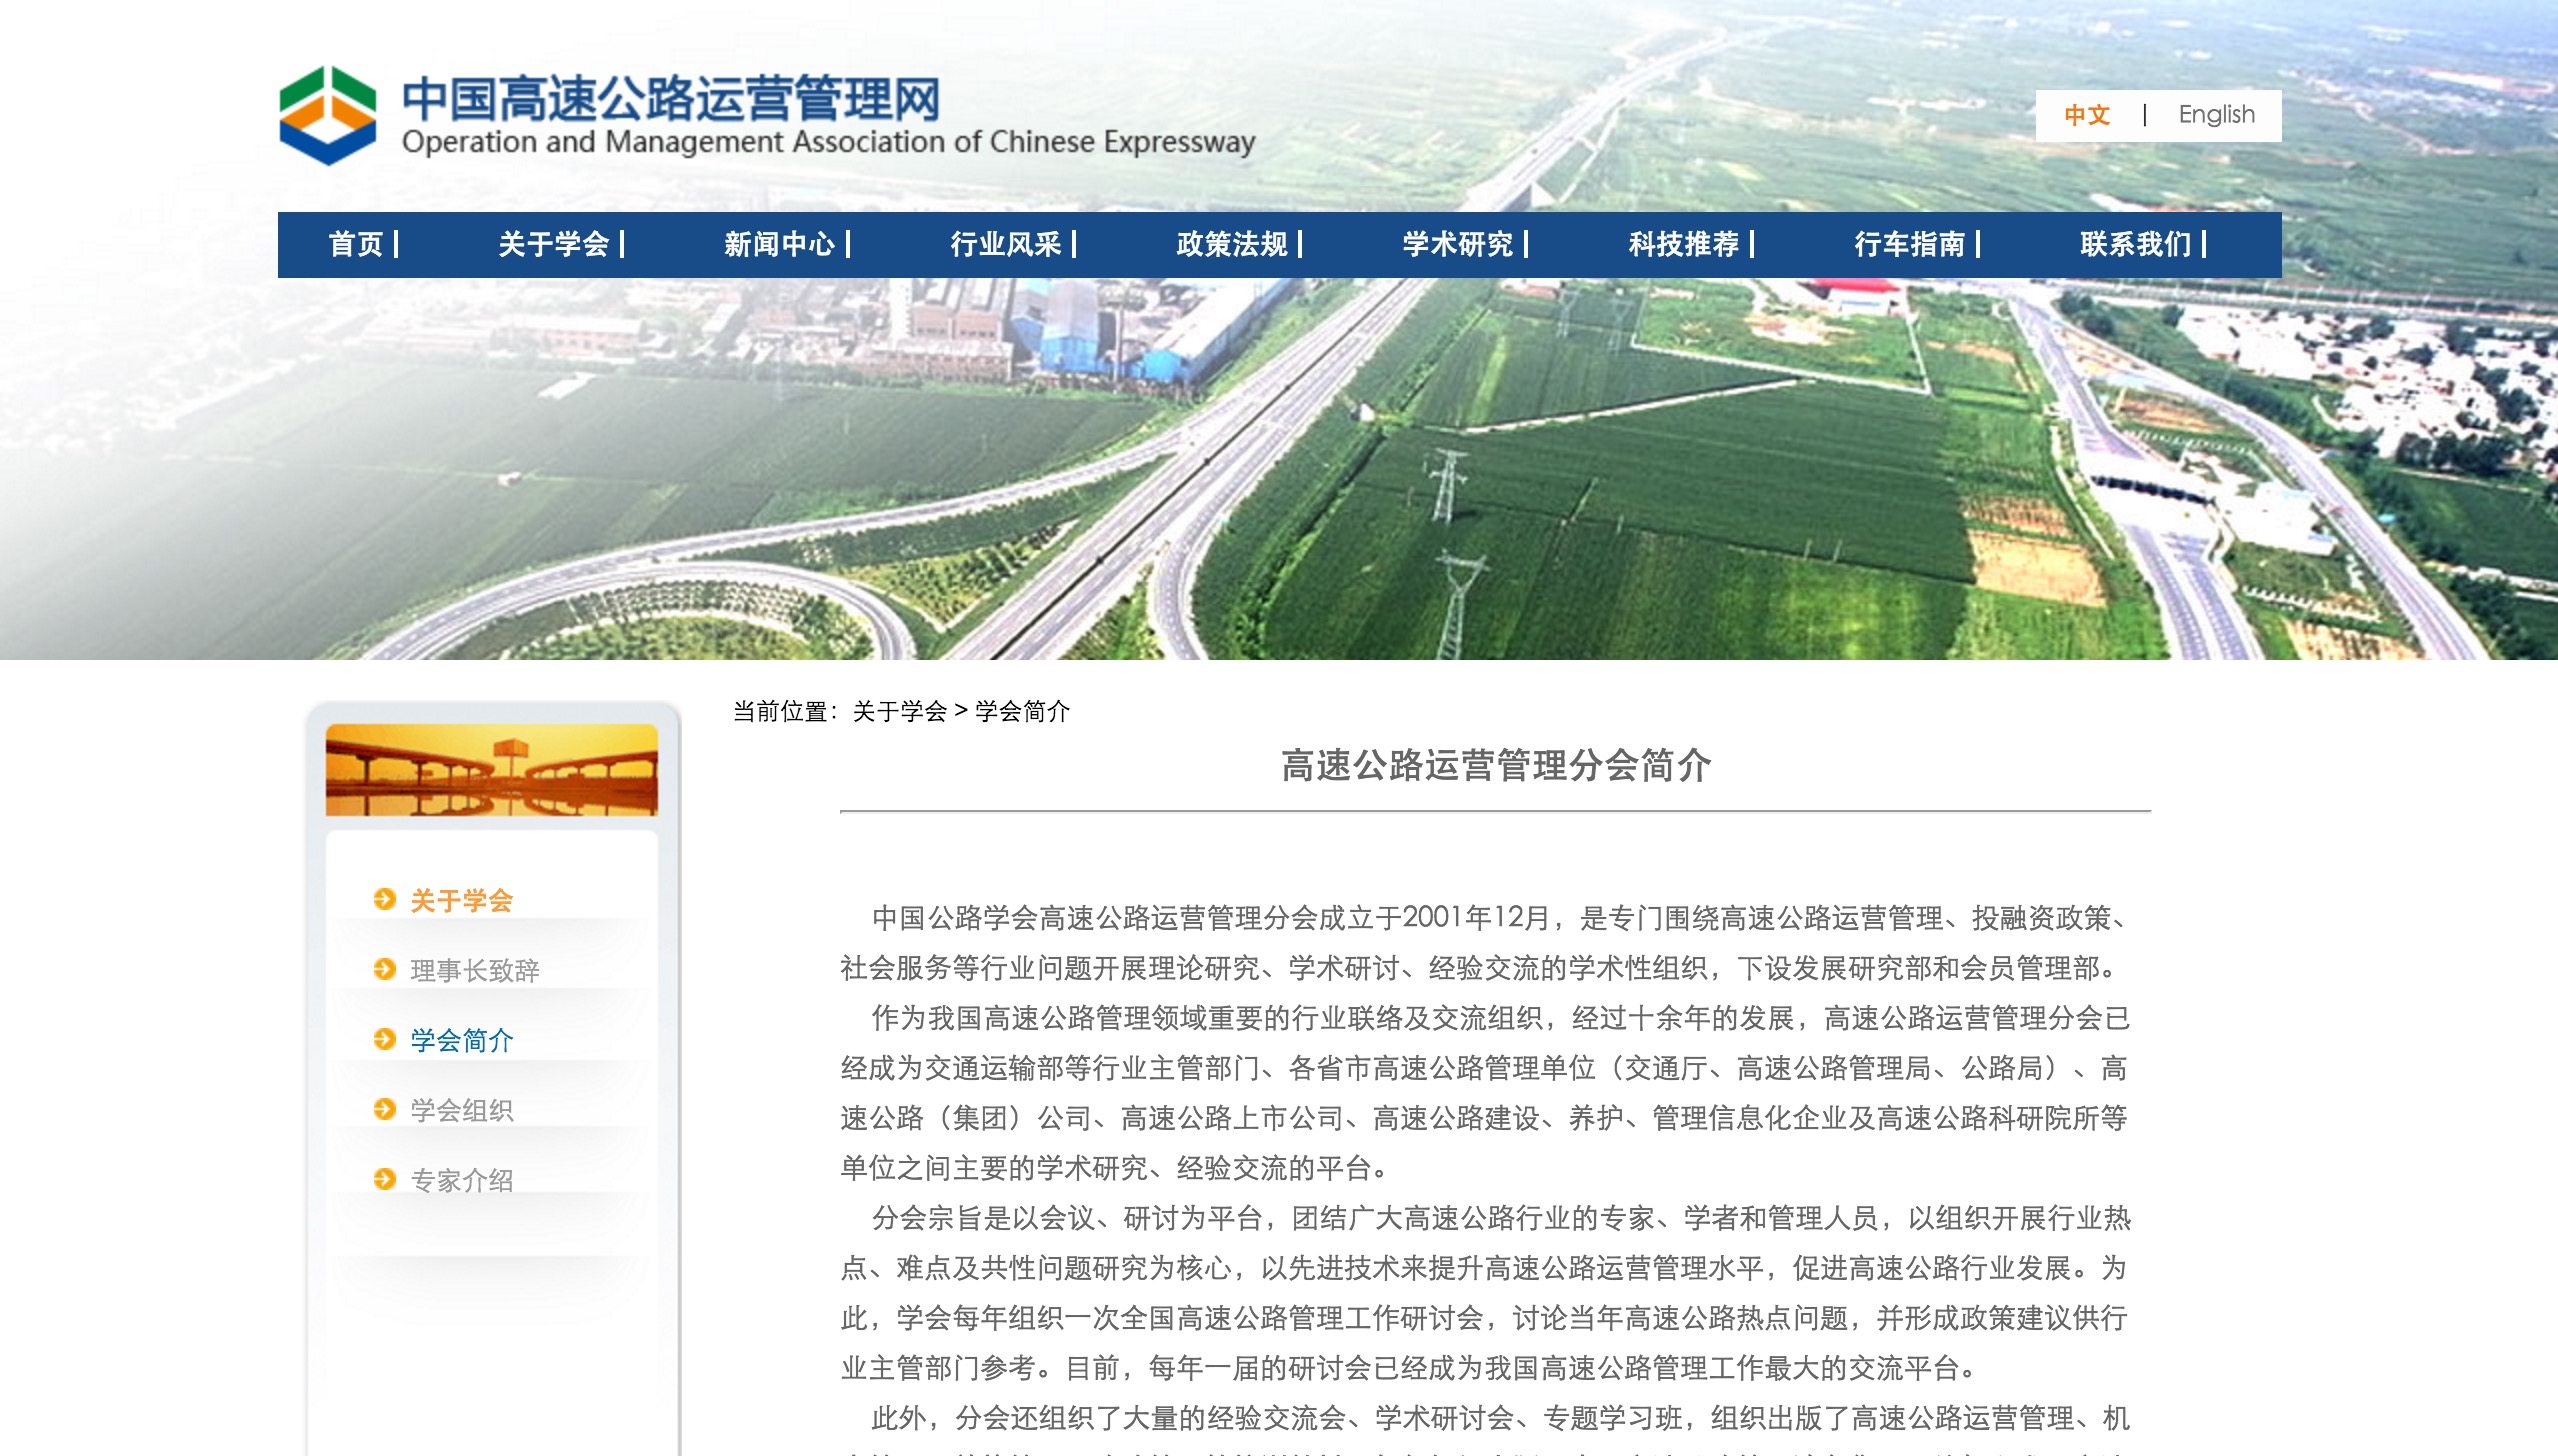 中国高速公路运营管理网
Operation and Management Association of Chinese Expressway
中文 | English
首页 | 关于学会 | 新闻中心 | 行业风采 | 政策法规 | 学术研究 | 科技推荐 | 行车指南 | 联系我们 |
当前位置：关于学会 > 学会简介
关于学会
理事长致辞
学会简介
学会组织
专家介绍
高速公路运营管理分会简介
中国公路学会高速公路运营管理分会成立于2001年12月，是专门围绕高速公路运营管理、投融资政策、
社会服务等行业问题开展理论研究、学术研讨、经验交流的学术性组织，下设发展研究部和会员管理部。
作为我国高速公路管理领域重要的行业联络及交流组织，经过十余年的发展，高速公路运营管理分会已
经成为交通运输部等行业主管部门、各省市高速公路管理单位（交通厅、高速公路管理局、公路局）、高
速公路（集团）公司、高速公路上市公司、高速公路建设、养护、管理信息化企业及高速公路科研院所等
单位之间主要的学术研究、经验交流的平台。
分会宗旨是以会议、研讨为平台，团结广大高速公路行业的专家、学者和管理人员，以组织开展行业热
点、难点及共性问题研究为核心，以先进技术来提升高速公路运营管理水平，促进高速公路行业发展。为
此，学会每年组织一次全国高速公路管理工作研讨会，讨论当年高速公路热点问题，并形成政策建议供行
业主管部门参考。目前，每年一届的研讨会已经成为我国高速公路管理工作最大的交流平台。
此外，分会还组织了大量的经验交流会、学术研讨会、专题学习班，组织出版了高速公路运营管理、机